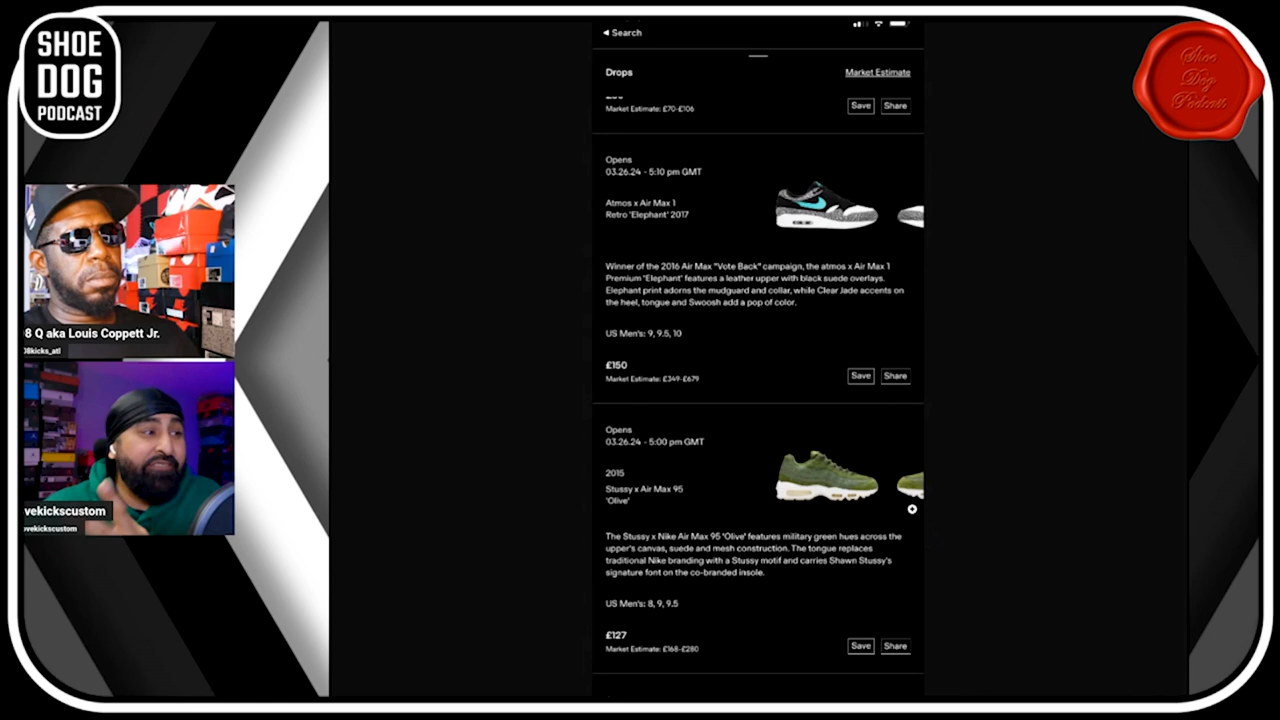 SHOE
DOG
PODCAST
Shoe
Dog
Podcast
8 Q aka Louis Coppett Jr.
8kicks_atl
vekickscustom
vekickscustom
Search
Drops
Market Estimate
Market Estimate: £70-£106
Save
Share
Opens
03.26.24 - 5:10 pm GMT
Atmos x Air Max 1
Retro 'Elephant' 2017
Winner of the 2016 Air Max "Vote Back" campaign, the atmos x Air Max 1
Premium 'Elephant' features a leather upper with black suede overlays.
Elephant print adorns the mudguard and collar, while Clear Jade accents on
the heel, tongue and Swoosh add a pop of color.
US Men's: 9, 9.5, 10
£150
Market Estimate: £349-£679
Save
Share
Opens
03.26.24 - 5:00 pm GMT
2015
Stussy x Air Max 95
'Olive'
The Stussy x Nike Air Max 95 'Olive' features military green hues across the
upper's canvas, suede and mesh construction. The tongue replaces
traditional Nike branding with a Stussy motif and carries Shawn Stussy's
signature font on the co-branded insole.
US Men's: 8, 9, 9.5
£127
Market Estimate: £168-£280
Save
Share